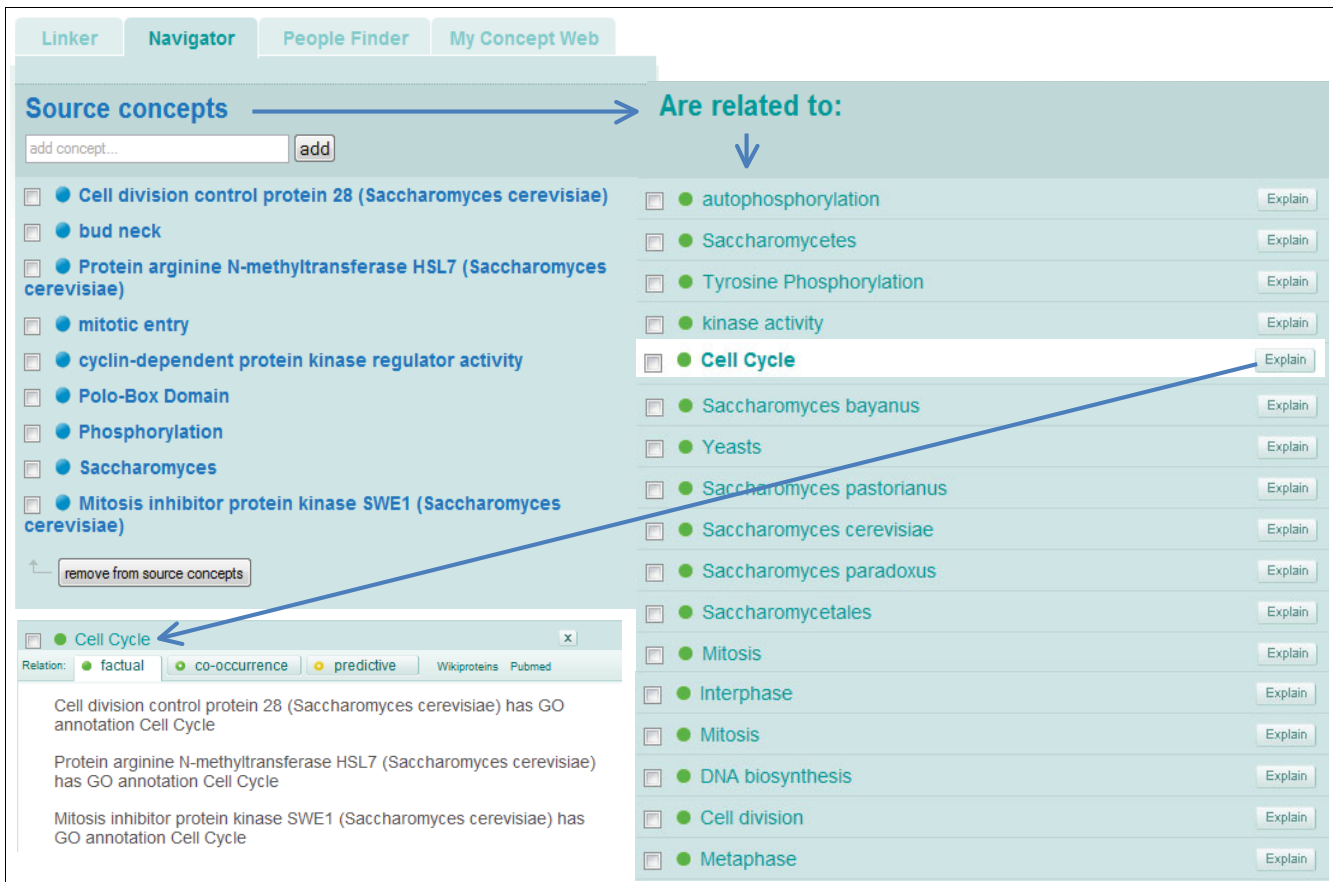 Linker Navigator People Finder My Concept Web
Source concepts
add concept... add
Cell division control protein 28 (Saccharomyces cerevisiae)
bud neck
Protein arginine N-methyltransferase HSL7 (Saccharomyces
cerevisiae)
mitotic entry
cyclin-dependent protein kinase regulator activity
Polo-Box Domain
Phosphorylation
Saccharomyces
Mitosis inhibitor protein kinase SWE1 (Saccharomyces
cerevisiae)
remove from source concepts
Are related to:
autophosphorylation Explain
Saccharomycetes Explain
Tyrosine Phosphorylation Explain
kinase activity Explain
Cell Cycle Explain
Saccharomyces bayanus Explain
Yeasts Explain
Saccharomyces pastorianus Explain
Saccharomyces cerevisiae Explain
Saccharomyces paradoxus Explain
Saccharomycetales Explain
Mitosis Explain
Interphase Explain
Mitosis Explain
DNA biosynthesis Explain
Cell division Explain
Metaphase Explain
Cell Cycle x
Relation: factual co-occurrence predictive Wikiproteins Pubmed
Cell division control protein 28 (Saccharomyces cerevisiae) has GO
annotation Cell Cycle
Protein arginine N-methyltransferase HSL7 (Saccharomyces cerevisiae)
has GO annotation Cell Cycle
Mitosis inhibitor protein kinase SWE1 (Saccharomyces cerevisiae) has
GO annotation Cell Cycle